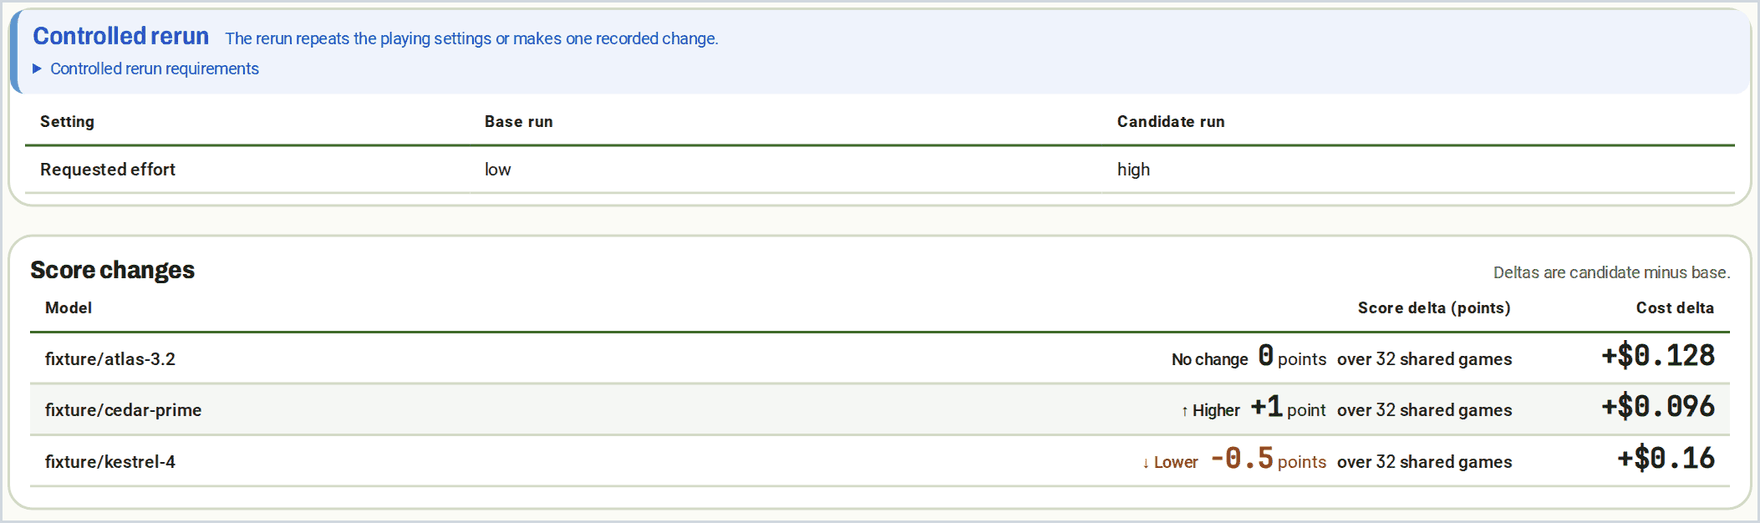 Controlled rerun The rerun repeats the playing settings or makes one recorded change.
▶ Controlled rerun requirements
Setting Base run Candidate run
Requested effort low high
Score changes Deltas are candidate minus base.
Model Score delta (points) Cost delta
fixture/atlas-3.2 No change 0 points over 32 shared games +$0.128
fixture/cedar-prime ↑ Higher +1 point over 32 shared games +$0.096
fixture/kestrel-4 ↓ Lower -0.5 points over 32 shared games +$0.16